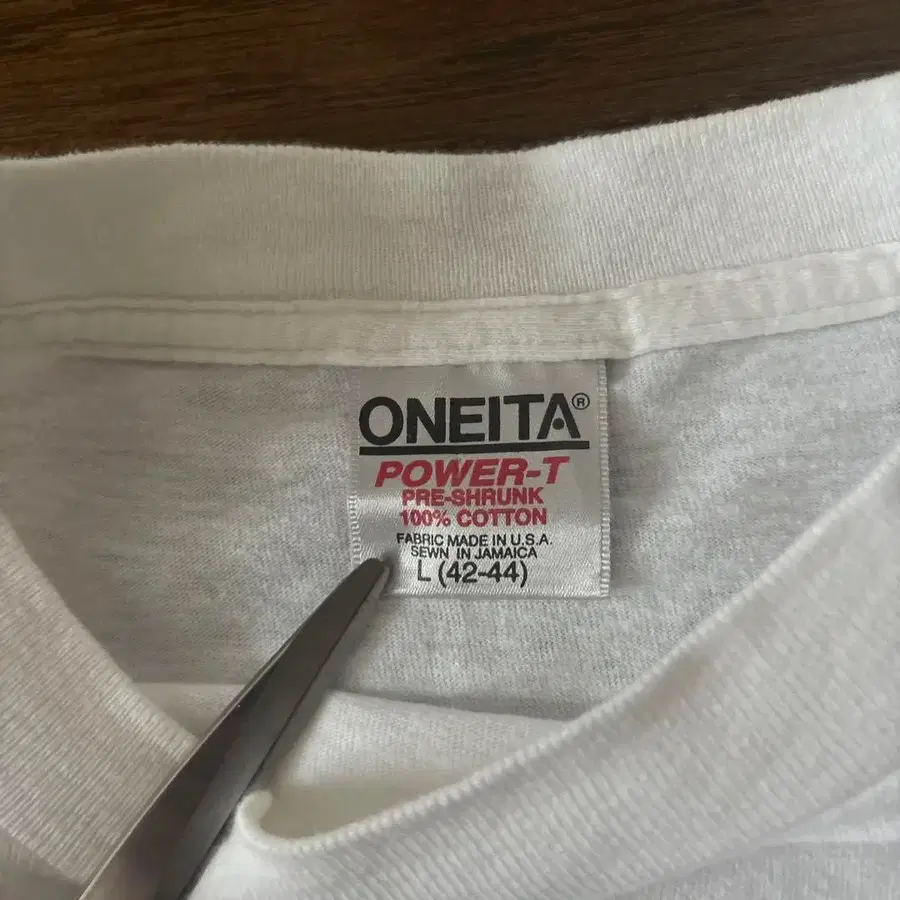 ONEITA®
POWER-T
PRE-SHRUNK
100% COTTON
FABRIC MADE IN U.S.A.
SEWN IN JAMAICA
L (42-44)